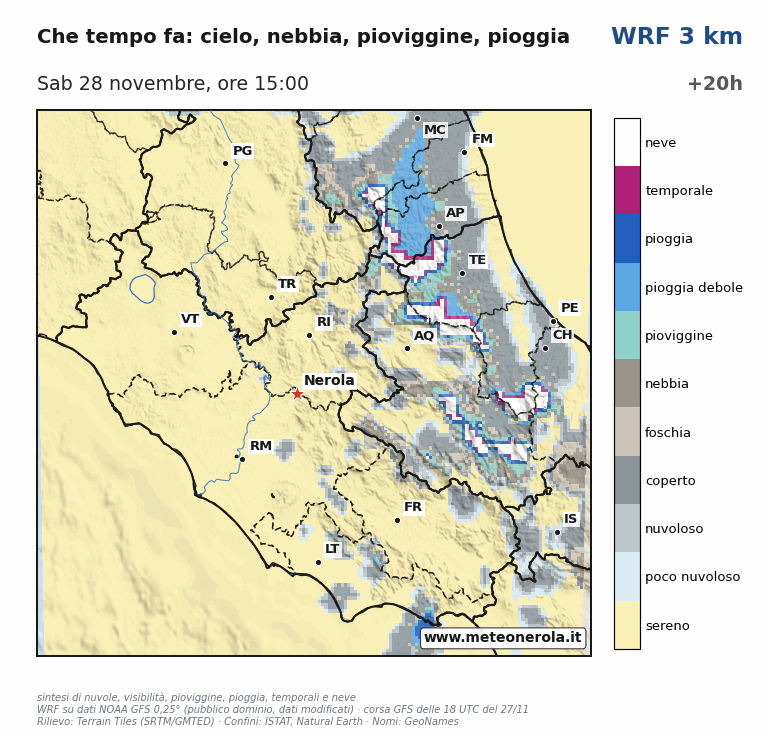 Che tempo fa: cielo, nebbia, pioviggine, pioggia
WRF 3 km
Sab 28 novembre, ore 15:00
+20h
MC
FM
PG
AP
TE
TR
PE
VT
RI
AQ
CH
Nerola
RM
FR
IS
LT
www.meteonerola.it
neve
temporale
pioggia
pioggia debole
pioviggine
nebbia
foschia
coperto
nuvoloso
poco nuvoloso
sereno
sintesi di nuvole, visibilità, pioviggine, pioggia, temporali e neve
WRF su dati NOAA GFS 0,25° (pubblico dominio, dati modificati) · corsa GFS delle 18 UTC del 27/11
Rilievo: Terrain Tiles (SRTM/GMTED) · Confini: ISTAT, Natural Earth · Nomi: GeoNames